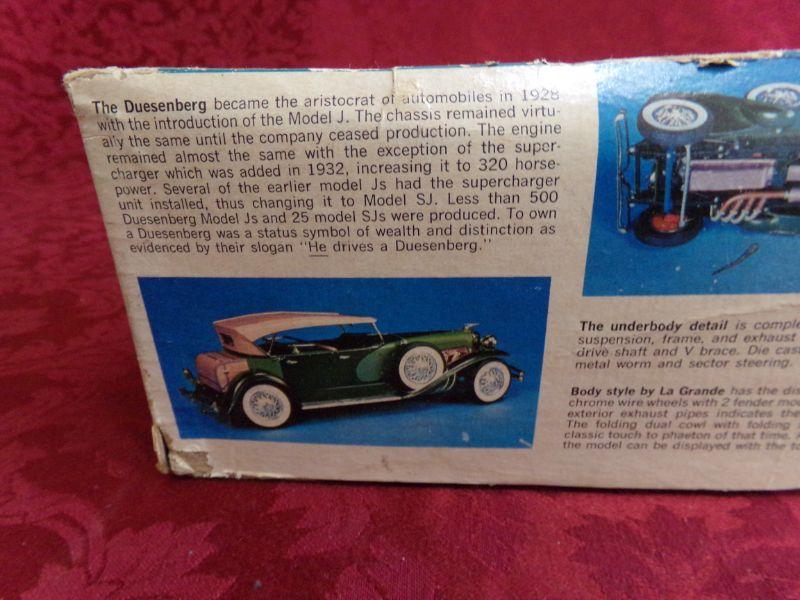 The Duesenberg became the aristocrat of automobiles in 1928
with the introduction of the Model J. The chassis remained virtu-
ally the same until the company ceased production. The engine
remained almost the same with the exception of the super-
charger which was added in 1932, increasing it to 320 horse-
power. Several of the earlier model Js had the supercharger
unit installed, thus changing it to Model SJ. Less than 500
Duesenberg Model Js and 25 model SJs were produced. To own
a Duesenberg was a status symbol of wealth and distinction as
evidenced by their slogan "He drives a Duesenberg."
The underbody detail is comple
suspension, frame, and exhaust
drive shaft and V brace. Die cas
metal worm and sector steering.
Body style by La Grande has the dis
chrome wire wheels with 2 fender mo
exterior exhaust pipes indicates the
The folding dual cowl with folding
classic touch to phaeton of that time.
the model can be displayed with the to